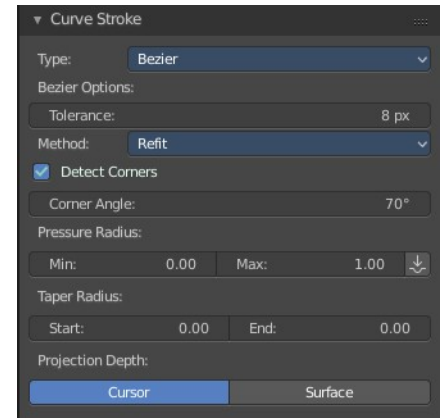 Curve Stroke
Type: Bezier
Bezier Options:
Tolerance: 8 px
Method: Refit
Detect Corners
Corner Angle: 70°
Pressure Radius:
Min: 0.00 Max: 1.00
Taper Radius:
Start: 0.00 End: 0.00
Projection Depth:
Cursor Surface